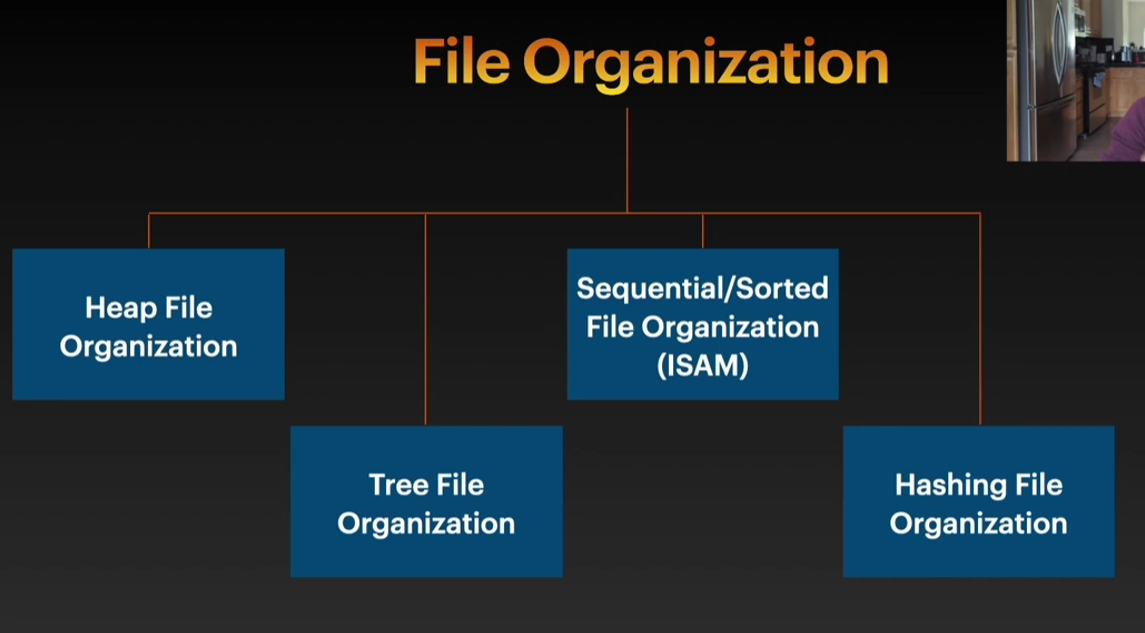 File Organization
Heap File
Organization
Sequential/Sorted
File Organization
(ISAM)
Tree File
Organization
Hashing File
Organization